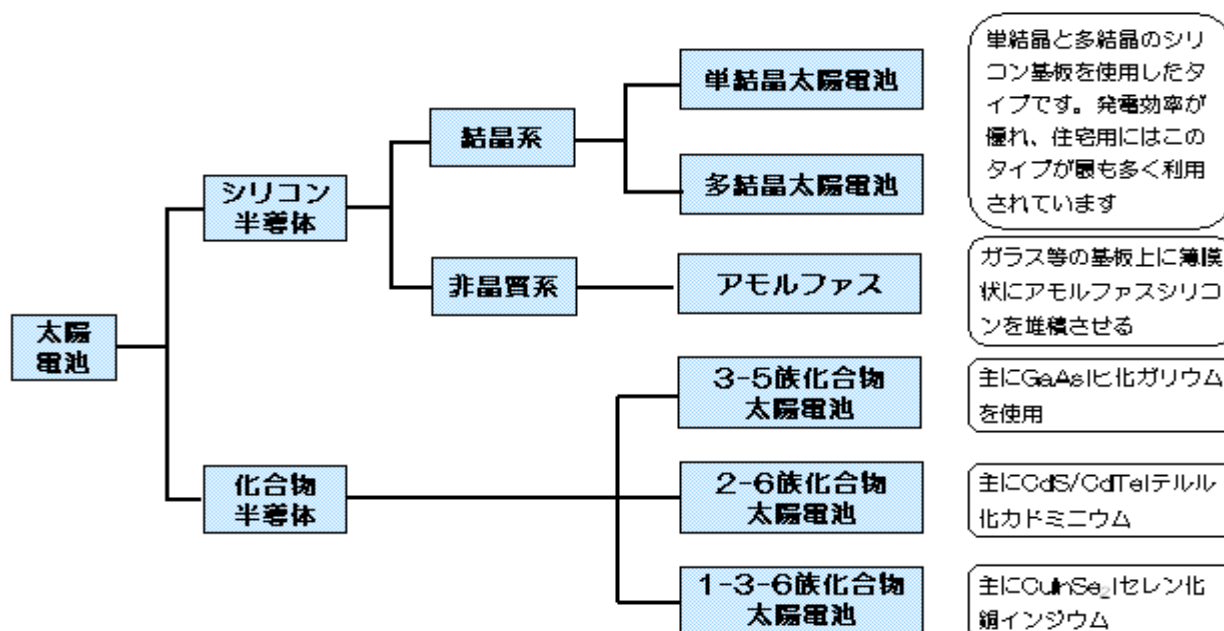 単結晶太陽電池
単結晶と多結晶のシリ
コン基板を使用したタ
イプです。発電効率が
優れ、住宅用にはこの
タイプが最も多く利用
されています
結晶系
多結晶太陽電池
シリコン
半導体
非晶質系
アモルファス
ガラス等の基板上に薄膜
状にアモルファスシリコ
ンを堆積させる
太陽
電池
3-5族化合物
太陽電池
主にGaAs|ヒ化ガリウム
を使用
化合物
半導体
2-6族化合物
太陽電池
主にCdS/CdTe|テルル
化カドミニウム
1-3-6族化合物
太陽電池
主にCuInSe₂|セレン化
銅インジウム